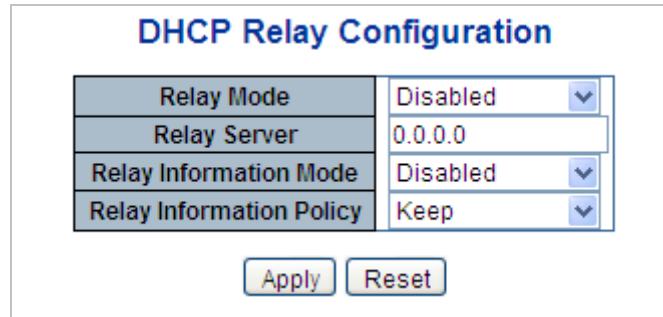 DHCP Relay Configuration
Relay Mode Disabled
Relay Server 0.0.0.0
Relay Information Mode Disabled
Relay Information Policy Keep
Apply Reset